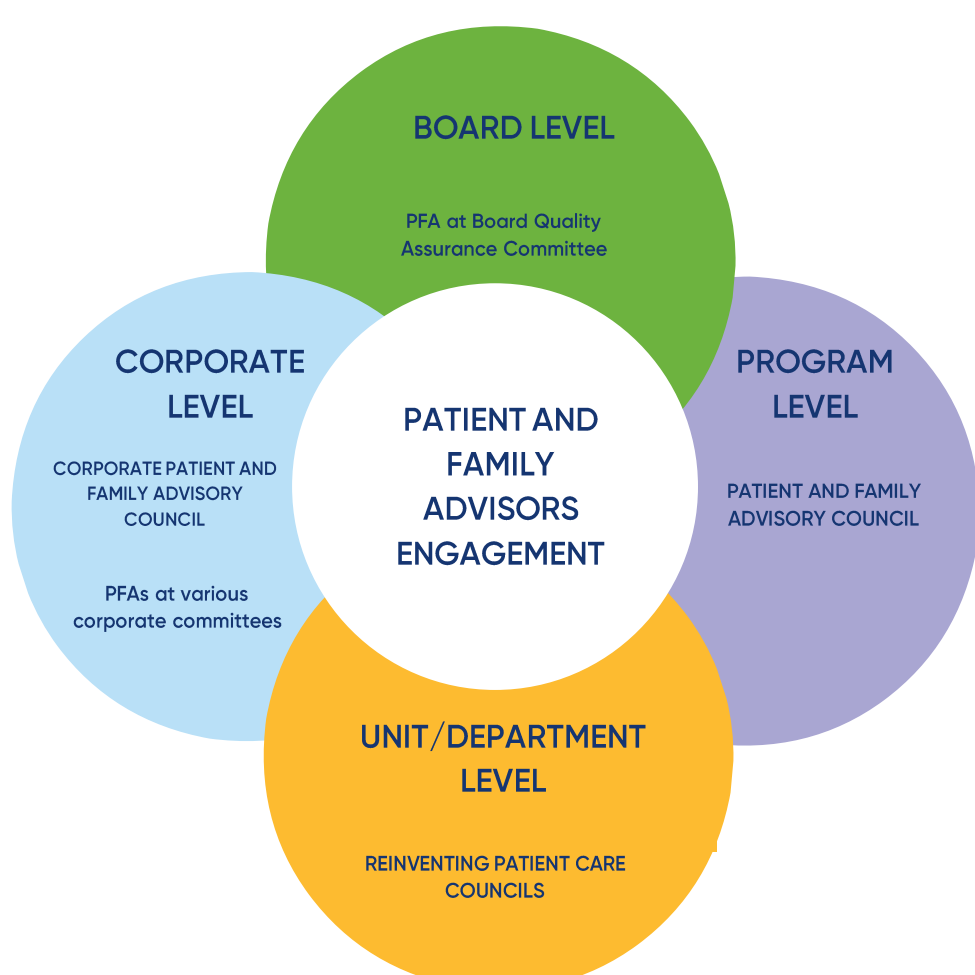 BOARD LEVEL
PFA at Board Quality
Assurance Committee
CORPORATE
LEVEL
CORPORATE PATIENT AND
FAMILY ADVISORY
COUNCIL
PFAs at various
corporate committees
PATIENT AND
FAMILY
ADVISORS
ENGAGEMENT
PROGRAM
LEVEL
PATIENT AND FAMILY
ADVISORY COUNCIL
UNIT/DEPARTMENT
LEVEL
REINVENTING PATIENT CARE
COUNCILS